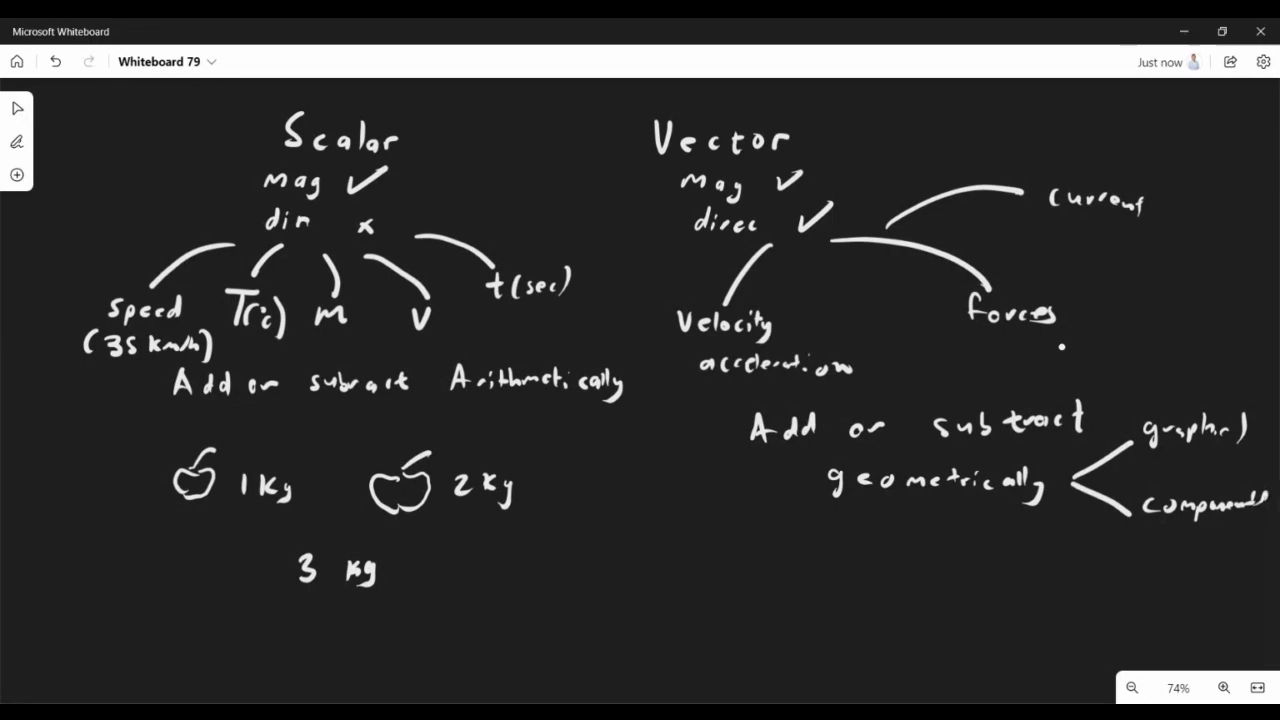 Microsoft Whiteboard
Whiteboard 79
Just now
Scalar
mag ✓
dir x
speed
(35 km/h)
T(c)
m
V
t(sec)
Add or subract Arithmetically
1 kg
2 kg
3 kg
Vector
mag ✓
direc ✓
current
Velocity
acceleration
forces
Add or subtract
geometrically
graphical
components
74%